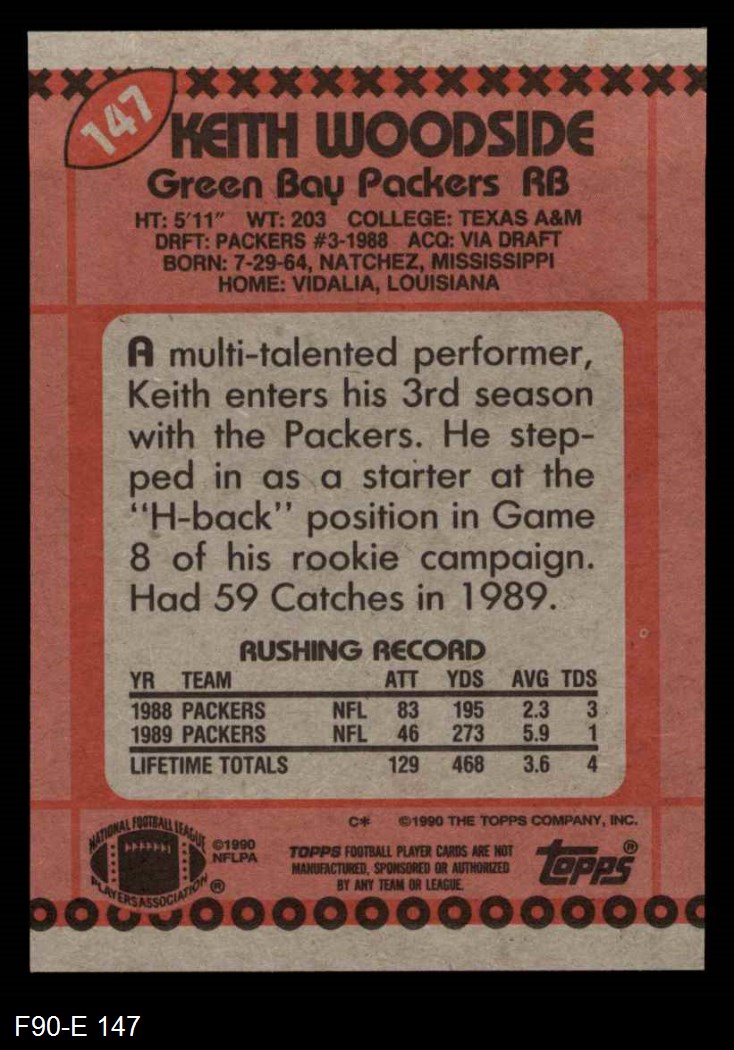 147
KEITH WOODSIDE
Green Bay Packers RB
HT: 5'11" WT: 203 COLLEGE: TEXAS A&M
DRFT: PACKERS #3-1988 ACQ: VIA DRAFT
BORN: 7-29-64, NATCHEZ, MISSISSIPPI
HOME: VIDALIA, LOUISIANA
A multi-talented performer,
Keith enters his 3rd season
with the Packers. He step-
ped in as a starter at the
"H-back" position in Game
8 of his rookie campaign.
Had 59 Catches in 1989.
RUSHING RECORD
YR TEAM ATT YDS AVG TDS
1988 PACKERS NFL 83 195 2.3 3
1989 PACKERS NFL 46 273 5.9 1
LIFETIME TOTALS 129 468 3.6 4
C* ©1990 THE TOPPS COMPANY, INC.
NATIONAL FOOTBALL LEAGUE
PLAYERS ASSOCIATION ®
©1990
NFLPA
TOPPS FOOTBALL PLAYER CARDS ARE NOT
MANUFACTURED, SPONSORED OR AUTHORIZED
BY ANY TEAM OR LEAGUE.
Topps®
F90-E 147